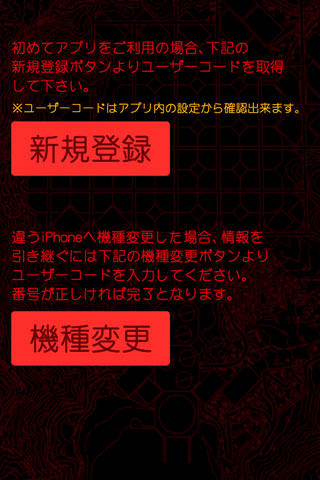 初めてアプリをご利用の場合、下記の
新規登録ボタンよりユーザーコードを取得
して下さい。
※ユーザーコードはアプリ内の設定から確認出来ます。
新規登録
違うiPhoneへ機種変更した場合、情報を
引き継ぐには下記の機種変更ボタンより
ユーザーコードを入力してください。
番号が正しければ完了となります。
機種変更